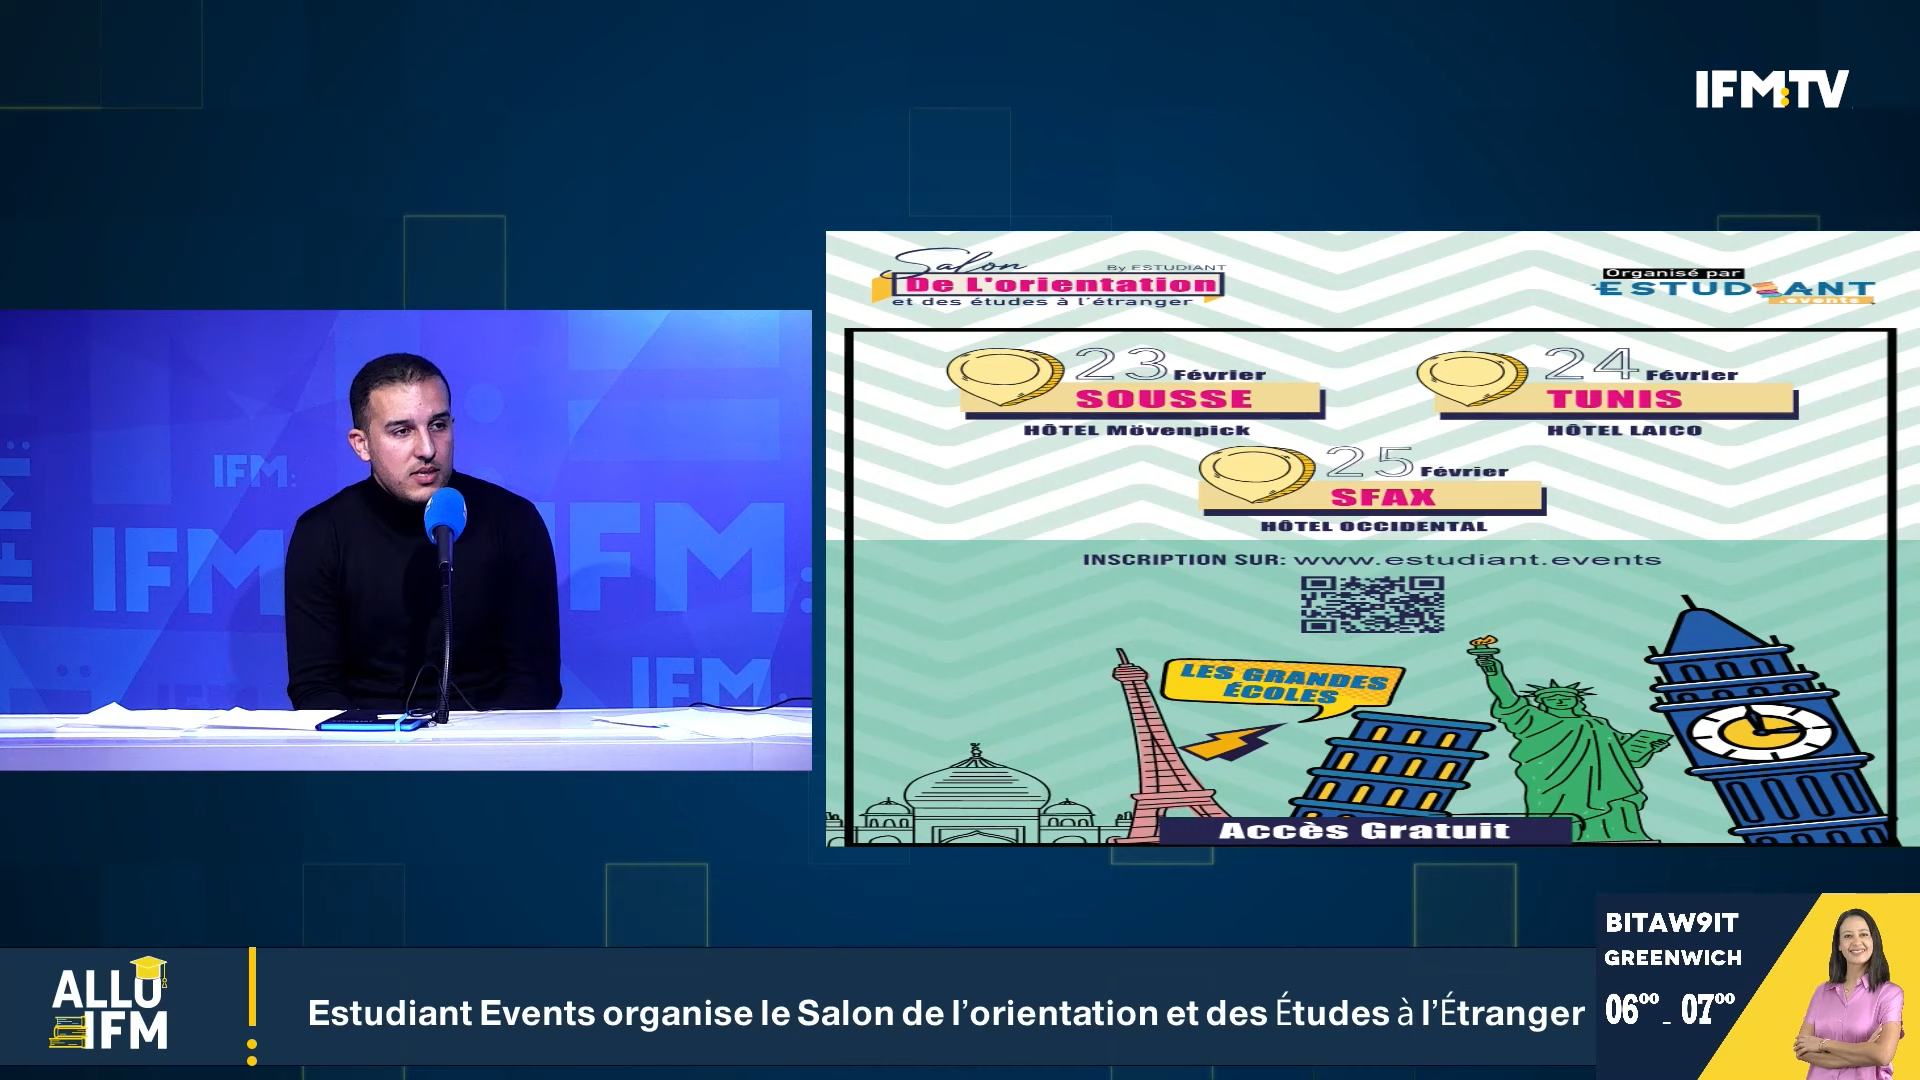 IFM:TV
Salon
By ESTUDIANT
De L'orientation
et des études à l'étranger
Organisé par
ESTUDIANT
.events
23 Février
SOUSSE
HÔTEL Mövenpick
24 Février
TUNIS
HÔTEL LAICO
25 Février
SFAX
HÔTEL OCCIDENTAL
INSCRIPTION SUR: www.estudiant.events
LES GRANDES
ÉCOLES
Accès Gratuit
IFM:
IFM
IFM:
IFM
IFM:
ALLO
IFM
Estudiant Events organise le Salon de l’orientation et des Études à l’Étranger
BITAW9IT
GREENWICH
06⁰⁰ - 07⁰⁰